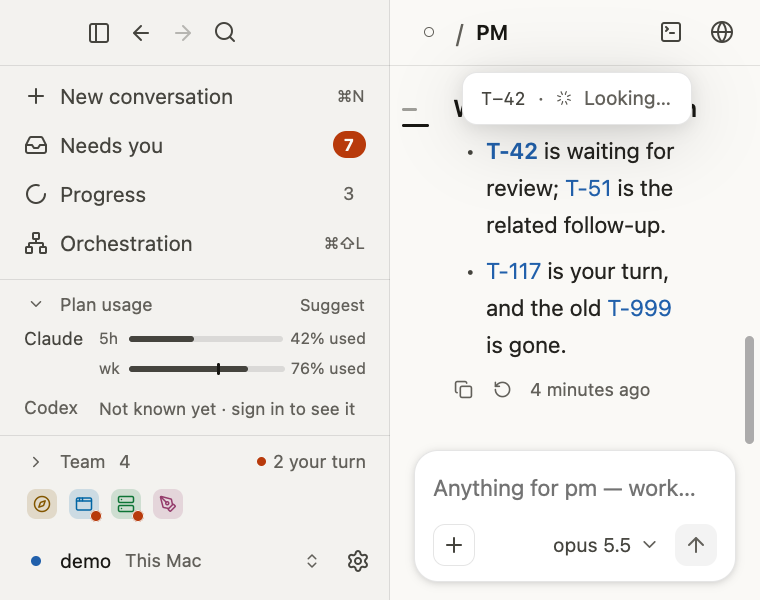 New conversation ⌘N
Needs you 7
Progress 3
Orchestration ⌘⇧L
Plan usage Suggest
Claude 5h 42% used
wk 76% used
Codex Not known yet · sign in to see it
Team 4 2 your turn
demo This Mac
/ PM
T–42 · Looking...
T-42 is waiting for
review; T-51 is the
related follow-up.
T-117 is your turn,
and the old T-999
is gone.
4 minutes ago
Anything for pm — work...
opus 5.5